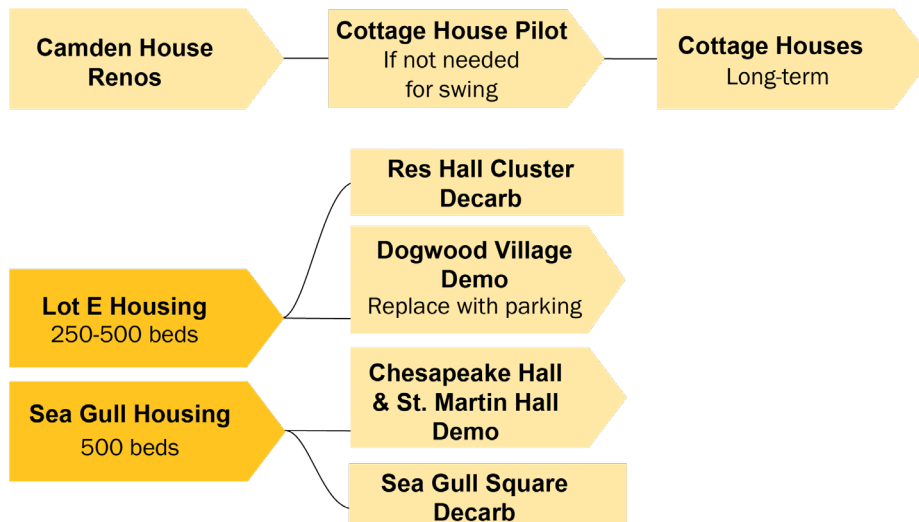 Camden House
Renos
Cottage House Pilot
If not needed
for swing
Cottage Houses
Long-term
Res Hall Cluster
Decarb
Dogwood Village
Demo
Replace with parking
Lot E Housing
250-500 beds
Chesapeake Hall
& St. Martin Hall
Demo
Sea Gull Housing
500 beds
Sea Gull Square
Decarb